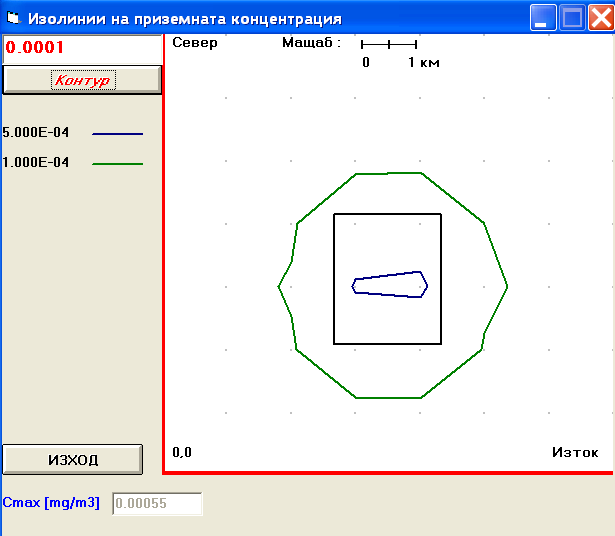 Изолинии на приземната концентрация
0.0001
Север
Мащаб :
0 1 км
Контур
5.000E-04
1.000E-04
0,0
Изток
ИЗХОД
Cmax [mg/m3] 0.00055